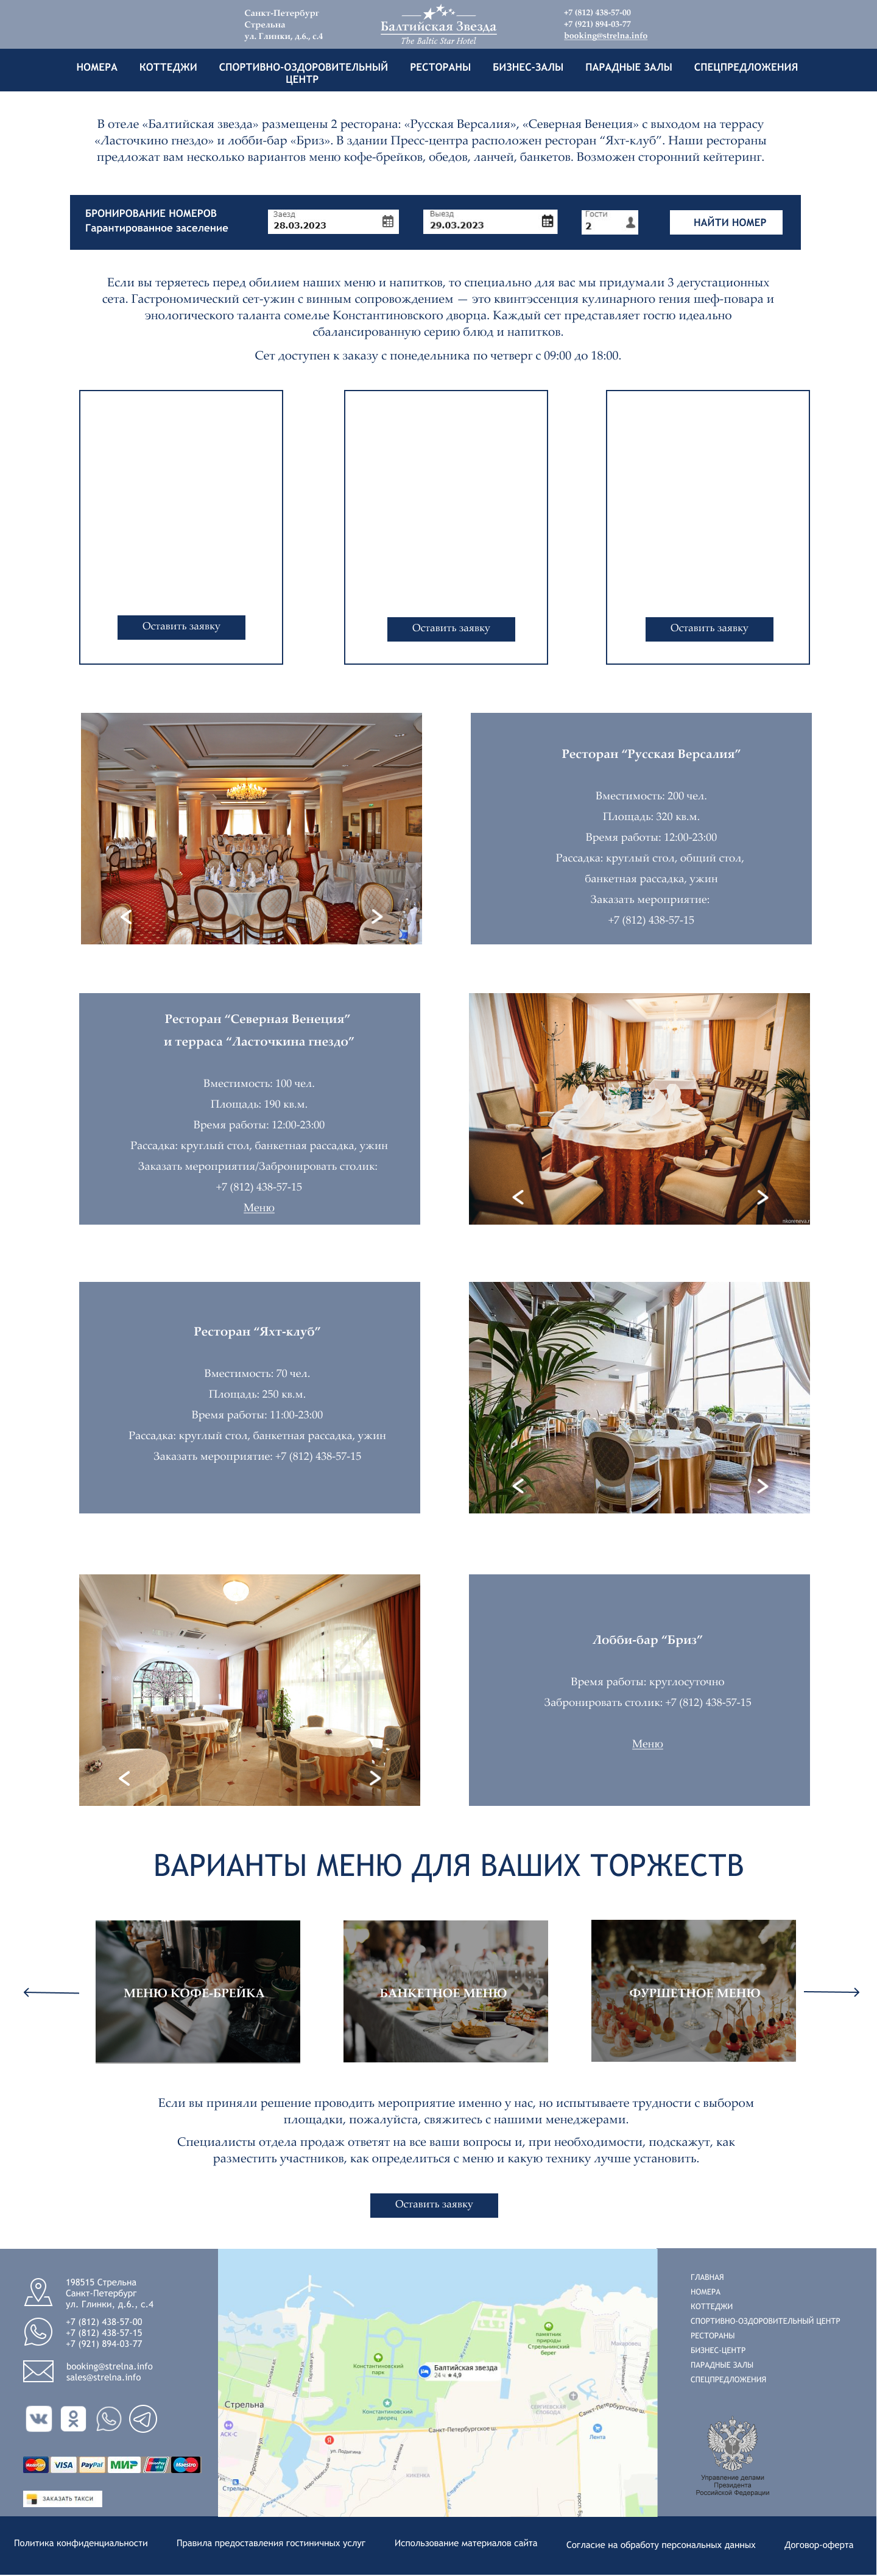 Санкт-Петербург
Стрельна
ул. Глинки, д.6., с.4
Балтийская Звезда
The Baltic Star Hotel
+7 (812) 438-57-00
+7 (921) 894-03-77
booking@strelna.info
НОМЕРА КОТТЕДЖИ СПОРТИВНО-ОЗДОРОВИТЕЛЬНЫЙ ЦЕНТР РЕСТОРАНЫ БИЗНЕС-ЗАЛЫ ПАРАДНЫЕ ЗАЛЫ СПЕЦПРЕДЛОЖЕНИЯ
В отеле «Балтийская звезда» размещены 2 ресторана: «Русская Версалия», «Северная Венеция» с выходом на террасу
«Ласточкино гнездо» и лобби-бар «Бриз». В здании Пресс-центра расположен ресторан “Яхт-клуб”. Наши рестораны
предложат вам несколько вариантов меню кофе-брейков, обедов, ланчей, банкетов. Возможен сторонний кейтеринг.
БРОНИРОВАНИЕ НОМЕРОВ
Гарантированное заселение
Заезд
28.03.2023
Выезд
29.03.2023
Гости
2
НАЙТИ НОМЕР
Если вы теряетесь перед обилием наших меню и напитков, то специально для вас мы придумали 3 дегустационных
сета. Гастрономический сет-ужин с винным сопровождением — это квинтэссенция кулинарного гения шеф-повара и
энологического таланта сомелье Константиновского дворца. Каждый сет представляет гостю идеально
сбалансированную серию блюд и напитков.
Сет доступен к заказу с понедельника по четверг с 09:00 до 18:00.
Оставить заявку
Оставить заявку
Оставить заявку
Ресторан “Русская Версалия”
Вместимость: 200 чел.
Площадь: 320 кв.м.
Время работы: 12:00-23:00
Рассадка: круглый стол, общий стол,
банкетная рассадка, ужин
Заказать мероприятие:
+7 (812) 438-57-15
Ресторан “Северная Венеция”
и терраса “Ласточкина гнездо”
Вместимость: 100 чел.
Площадь: 190 кв.м.
Время работы: 12:00-23:00
Рассадка: круглый стол, банкетная рассадка, ужин
Заказать мероприятия/Забронировать столик:
+7 (812) 438-57-15
Меню
Ресторан “Яхт-клуб”
Вместимость: 70 чел.
Площадь: 250 кв.м.
Время работы: 11:00-23:00
Рассадка: круглый стол, банкетная рассадка, ужин
Заказать мероприятие: +7 (812) 438-57-15
Лобби-бар “Бриз”
Время работы: круглосуточно
Забронировать столик: +7 (812) 438-57-15
Меню
ВАРИАНТЫ МЕНЮ ДЛЯ ВАШИХ ТОРЖЕСТВ
МЕНЮ КОФЕ-БРЕЙКА
БАНКЕТНОЕ МЕНЮ
ФУРШЕТНОЕ МЕНЮ
Если вы приняли решение проводить мероприятие именно у нас, но испытываете трудности с выбором
площадки, пожалуйста, свяжитесь с нашими менеджерами.
Специалисты отдела продаж ответят на все ваши вопросы и, при необходимости, подскажут, как
разместить участников, как определиться с меню и какую технику лучше установить.
Оставить заявку
198515 Стрельна
Санкт-Петербург
ул. Глинки, д.6., с.4
+7 (812) 438-57-00
+7 (812) 438-57-15
+7 (921) 894-03-77
booking@strelna.info
sales@strelna.info
MasterCard VISA PayPal МИР Maestro
ЗАКАЗАТЬ ТАКСИ
памятник
природы
Стрельнинский
берег
Константиновский
парк
Балтийская звезда
24 ч ★ 4,9
Стрельна
Константиновский
дворец
АСК-С
Санкт-Петербургское ш.
Санкт-Петербургское ш.
Лента
Стрельна
ГЛАВНАЯ
НОМЕРА
КОТТЕДЖИ
СПОРТИВНО-ОЗДОРОВИТЕЛЬНЫЙ ЦЕНТР
РЕСТОРАНЫ
БИЗНЕС-ЦЕНТР
ПАРАДНЫЕ ЗАЛЫ
СПЕЦПРЕДЛОЖЕНИЯ
Управление делами
Президента
Российской Федерации
Политика конфиденциальности Правила предоставления гостиничных услуг Использование материалов сайта Согласие на обработку персональных данных Договор-оферта